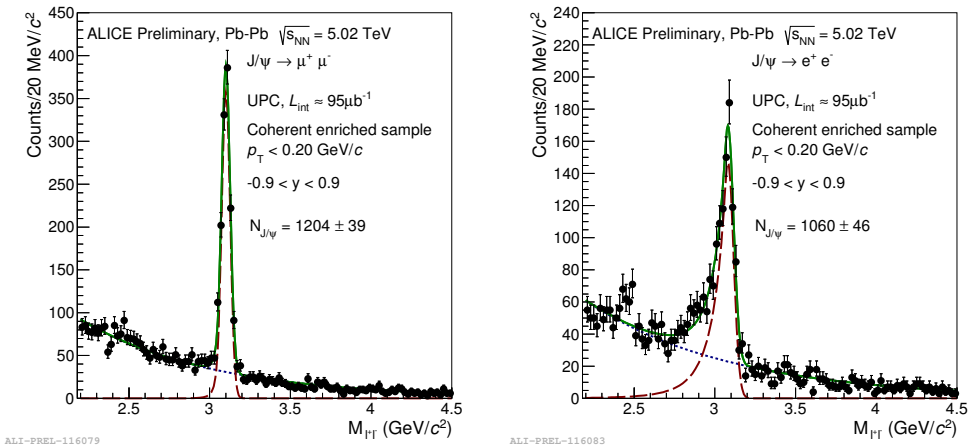 Counts/20 MeV/c²
450
400
350
300
250
200
150
100
50
0
2.5
3
3.5
4
4.5
ALICE Preliminary, Pb-Pb √sNN = 5.02 TeV
J/ψ → μ⁺ μ⁻
UPC, Lint ≈ 95μb⁻¹
Coherent enriched sample
pT < 0.20 GeV/c
-0.9 < y < 0.9
NJ/ψ = 1204 ± 39
Ml⁺l⁻ (GeV/c²)
ALI-PREL-116079
Counts/20 MeV/c²
240
220
200
180
160
140
120
100
80
60
40
20
0
2.5
3
3.5
4
4.5
ALICE Preliminary, Pb-Pb √sNN = 5.02 TeV
J/ψ → e⁺ e⁻
UPC, Lint ≈ 95μb⁻¹
Coherent enriched sample
pT < 0.20 GeV/c
-0.9 < y < 0.9
NJ/ψ = 1060 ± 46
Ml⁺l⁻ (GeV/c²)
ALI-PREL-116083